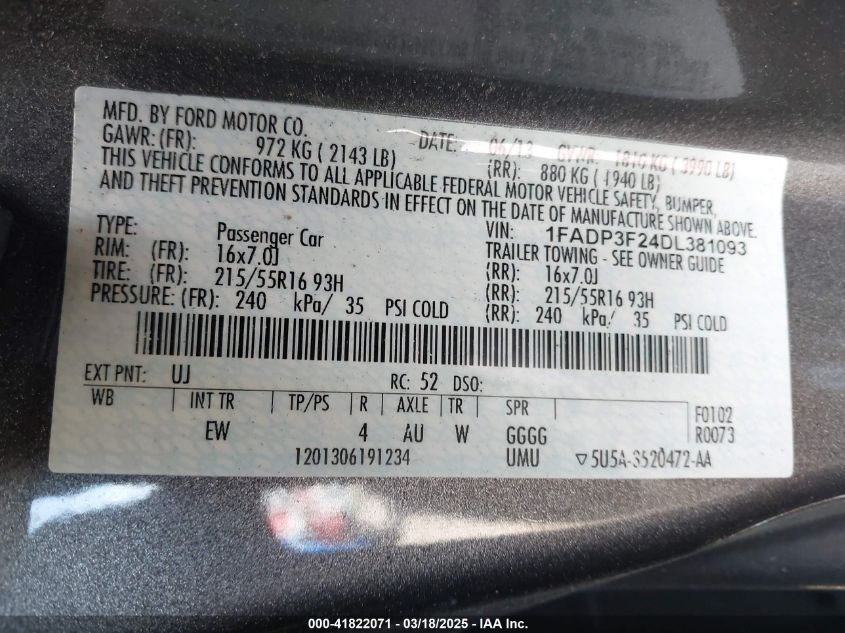 MFD. BY FORD MOTOR CO. DATE: 06/13 GVWR: 1810 KG ( 3990 LB)
GAWR: (FR): 972 KG ( 2143 LB) (RR): 880 KG ( 1940 LB)
THIS VEHICLE CONFORMS TO ALL APPLICABLE FEDERAL MOTOR VEHICLE SAFETY, BUMPER,
AND THEFT PREVENTION STANDARDS IN EFFECT ON THE DATE OF MANUFACTURE SHOWN ABOVE.
VIN: 1FADP3F24DL381093
TYPE: Passenger Car TRAILER TOWING - SEE OWNER GUIDE
RIM: (FR): 16x7.0J (RR): 16x7.0J
TIRE: (FR): 215/55R16 93H (RR): 215/55R16 93H
PRESSURE: (FR): 240 kPa/ 35 PSI COLD (RR): 240 kPa/ 35 PSI COLD
EXT PNT: UJ RC: 52 DSO:
WB INT TR TP/PS R AXLE TR SPR F0102
EW 4 AU W GGGG R0073
1201306191234 UMU ▽5U5A-3520472-AA
000-41822071 - 03/18/2025 - IAA Inc.